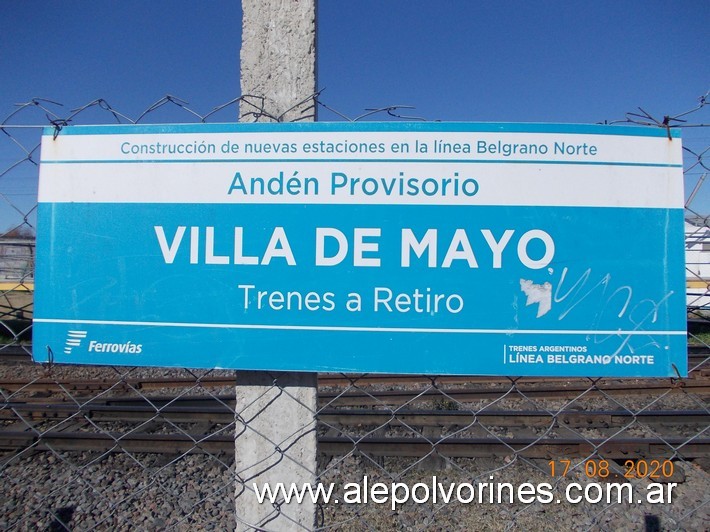 Construcción de nuevas estaciones en la línea Belgrano Norte
Andén Provisorio
VILLA DE MAYO
Trenes a Retiro
Ferrovías
TRENES ARGENTINOS
LÍNEA BELGRANO NORTE
17.08.2020
www.alepolvorines.com.ar